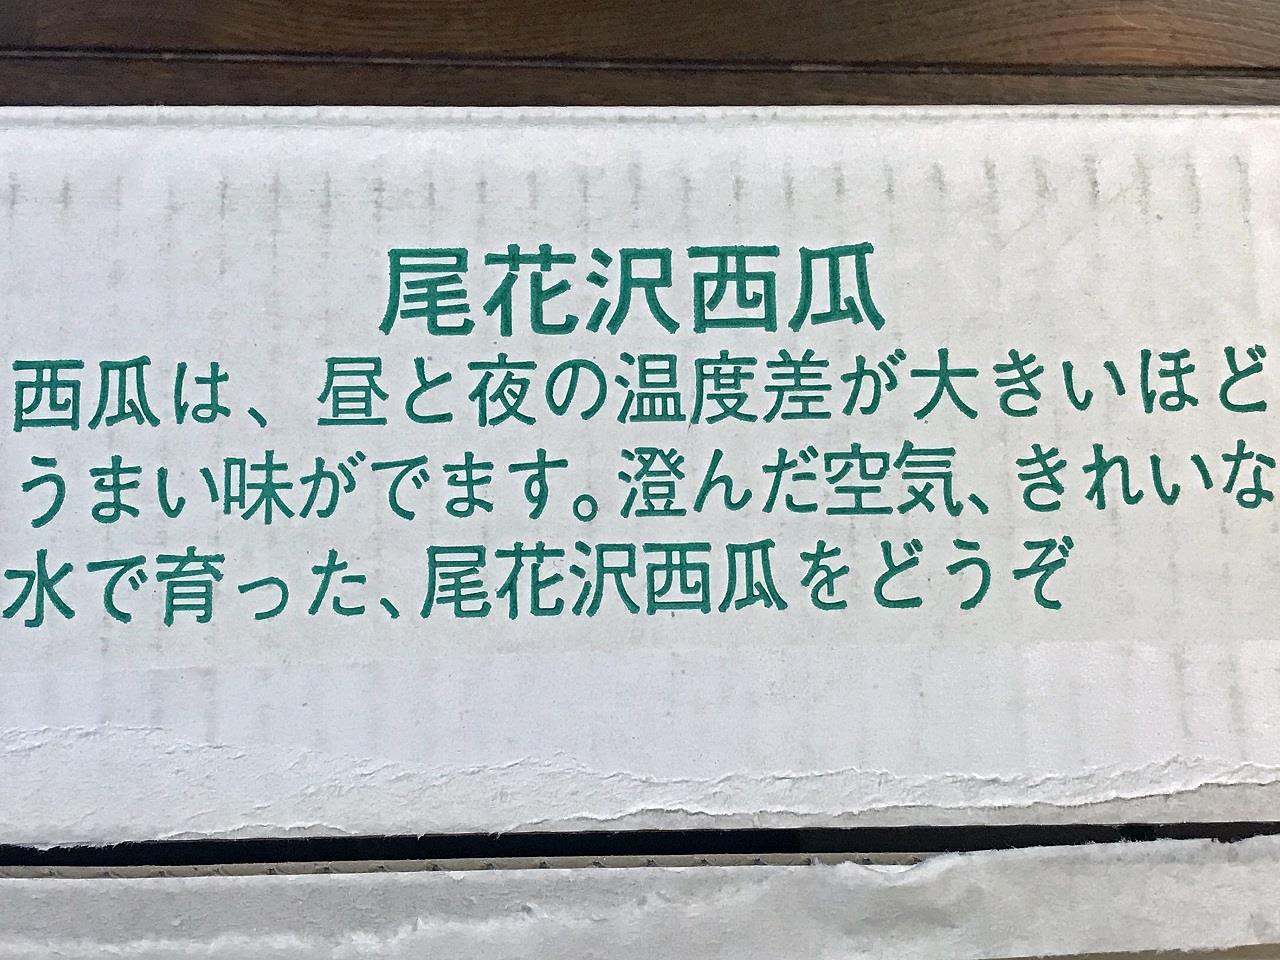 尾花沢西瓜
西瓜は、昼と夜の温度差が大きいほど
うまい味がでます。澄んだ空気、きれいな
水で育った、尾花沢西瓜をどうぞ